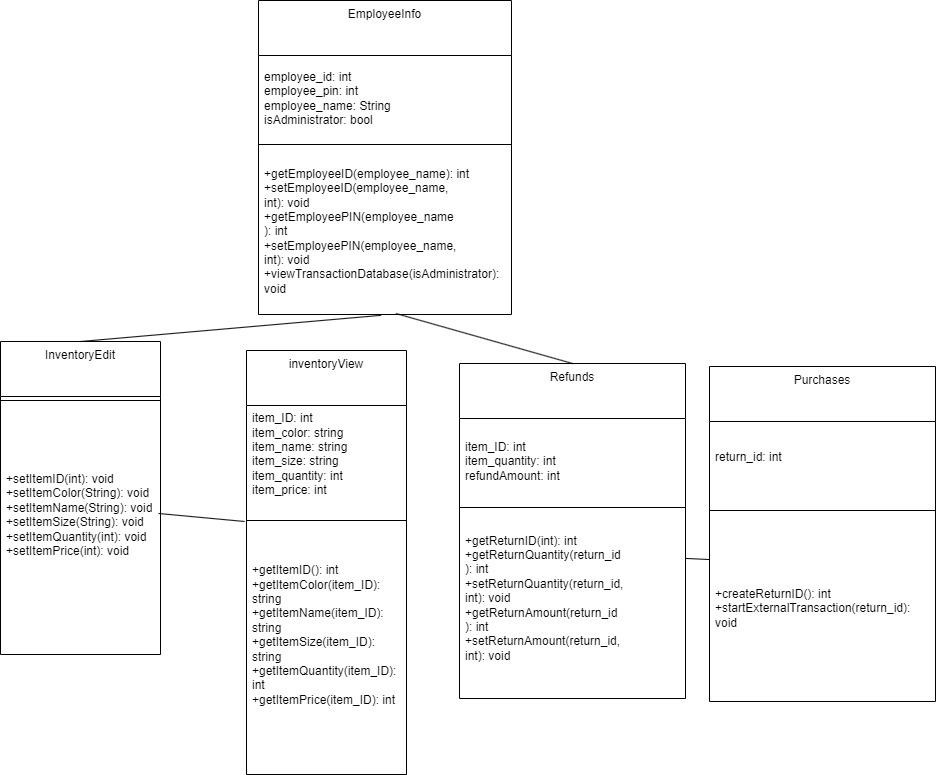 EmployeeInfo
employee_id: int
employee_pin: int
employee_name: String
isAdministrator: bool
+getEmployeeID(employee_name): int
+setEmployeeID(employee_name,
int): void
+getEmployeePIN(employee_name
): int
+setEmployeePIN(employee_name,
int): void
+viewTransactionDatabase(isAdministrator):
void
InventoryEdit
+setItemID(int): void
+setItemColor(String): void
+setItemName(String): void
+setItemSize(String): void
+setItemQuantity(int): void
+setItemPrice(int): void
inventoryView
item_ID: int
item_color: string
item_name: string
item_size: string
item_quantity: int
item_price: int
+getItemID(): int
+getItemColor(item_ID):
string
+getItemName(item_ID):
string
+getItemSize(item_ID):
string
+getItemQuantity(item_ID):
int
+getItemPrice(item_ID): int
Refunds
item_ID: int
item_quantity: int
refundAmount: int
+getReturnID(int): int
+getReturnQuantity(return_id
): int
+setReturnQuantity(return_id,
int): void
+getReturnAmount(return_id
): int
+setReturnAmount(return_id,
int): void
Purchases
return_id: int
+createReturnID(): int
+startExternalTransaction(return_id):
void